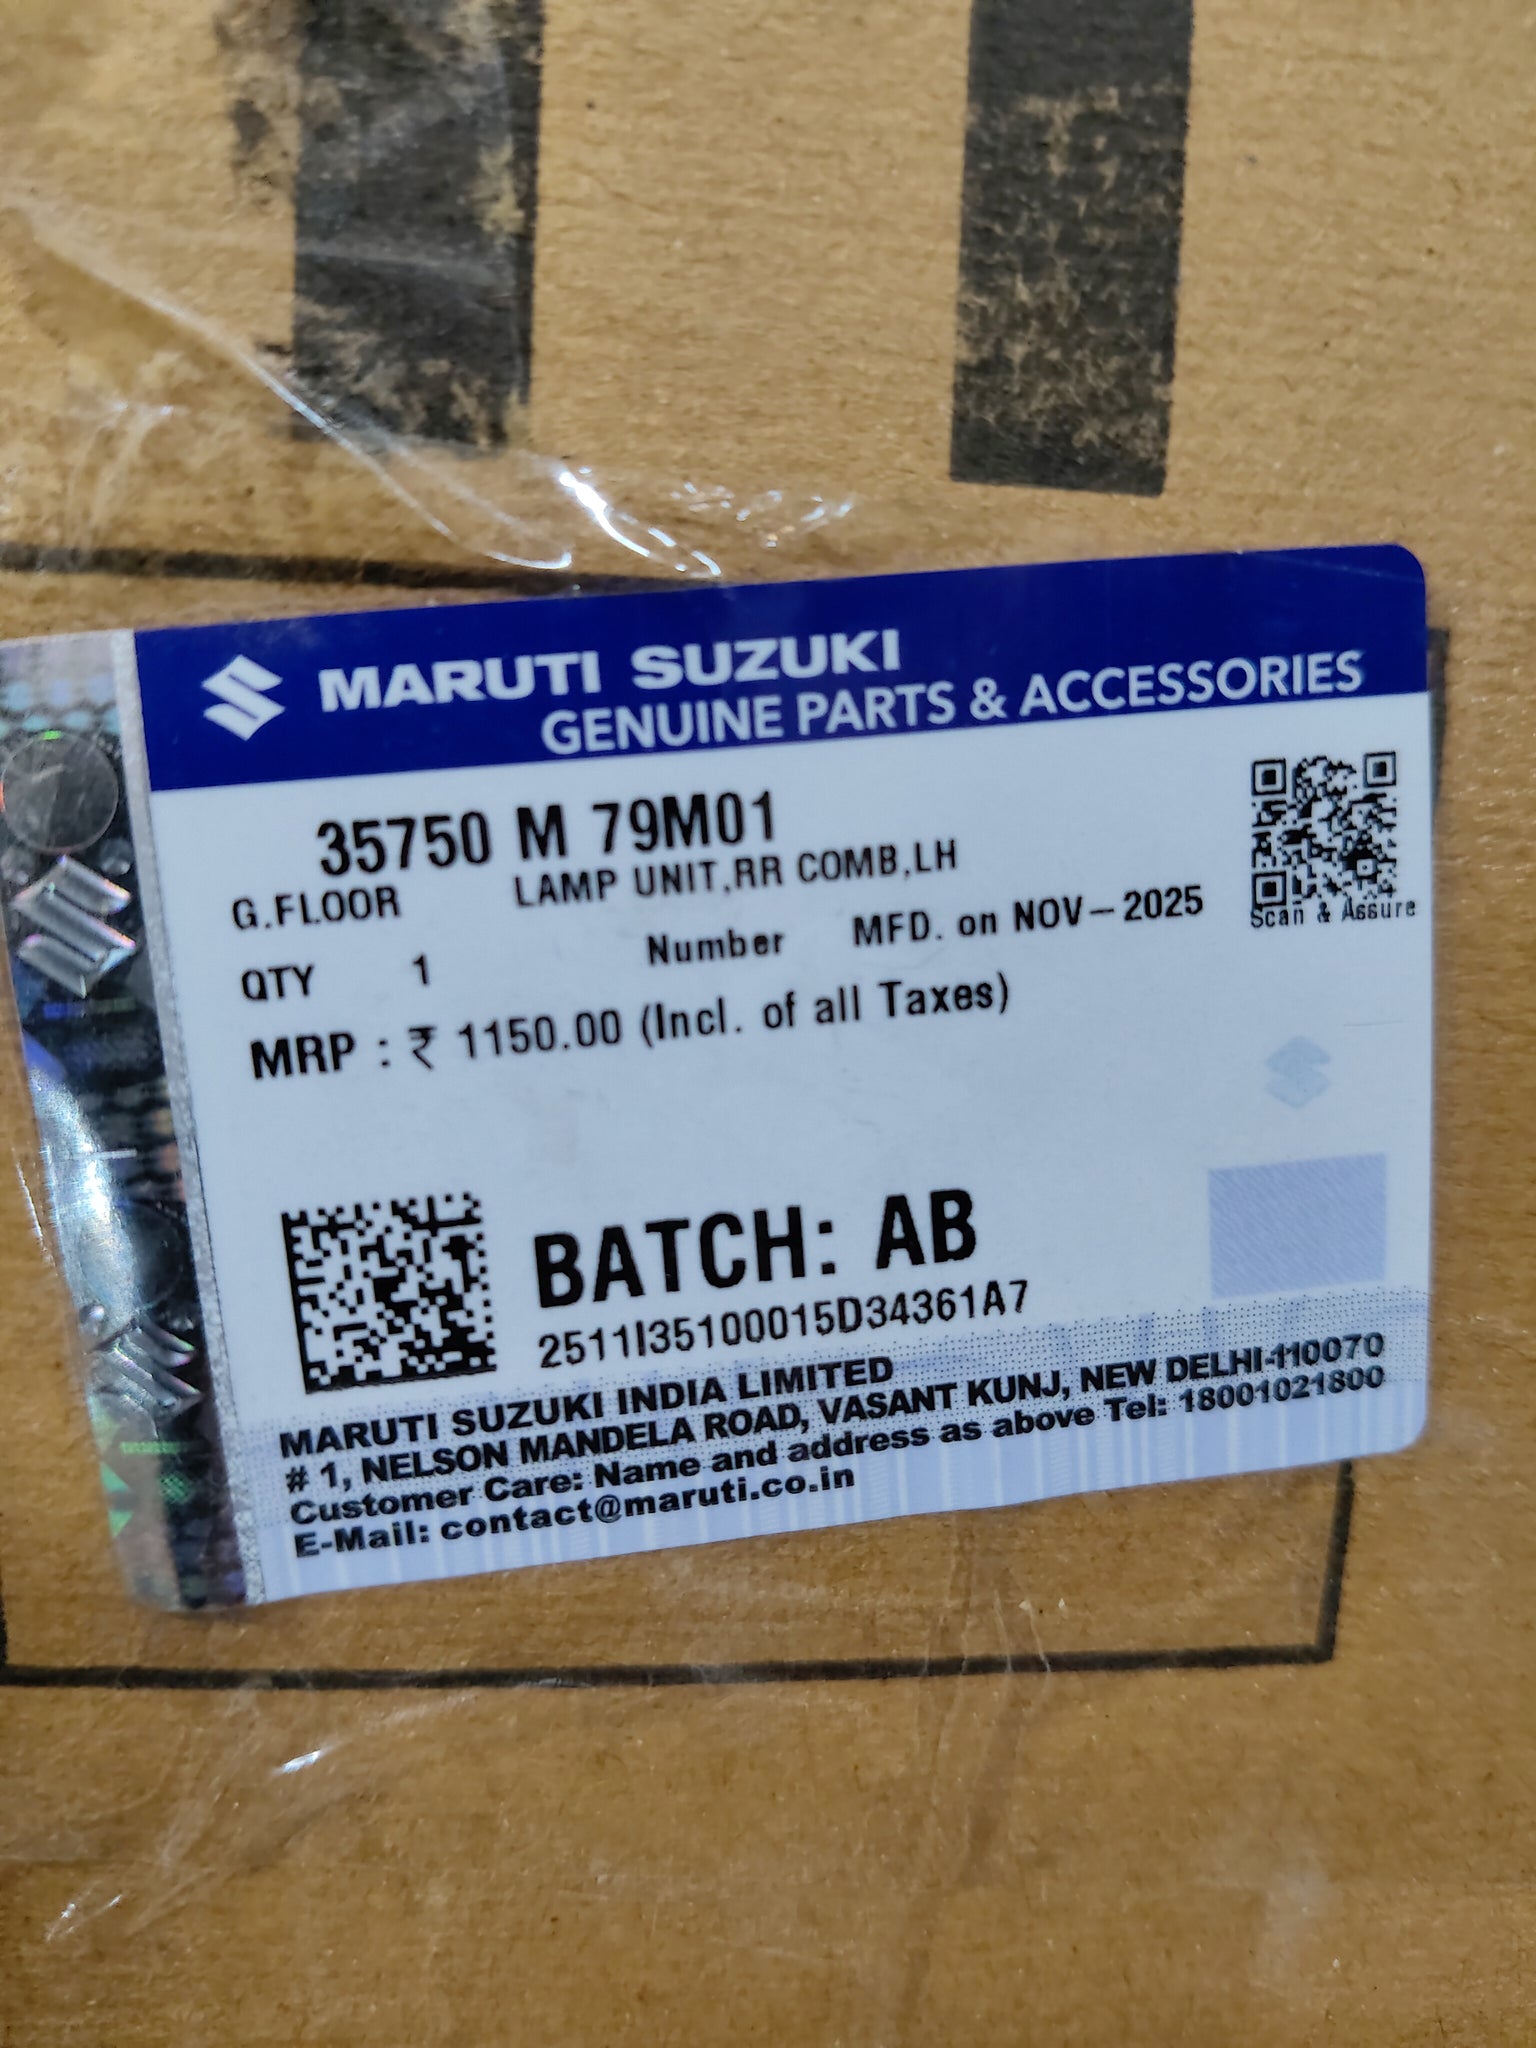 MARUTI SUZUKI
GENUINE PARTS & ACCESSORIES
35750 M 79M01
G.FLOOR LAMP UNIT,RR COMB,LH
QTY 1 Number MFD. on NOV-2025
Scan & Assure
MRP : ₹ 1150.00 (Incl. of all Taxes)
BATCH: AB
2511I35100015D34361A7
MARUTI SUZUKI INDIA LIMITED
# 1, NELSON MANDELA ROAD, VASANT KUNJ, NEW DELHI-110070
Customer Care: Name and address as above Tel: 18001021800
E-Mail: contact@maruti.co.in